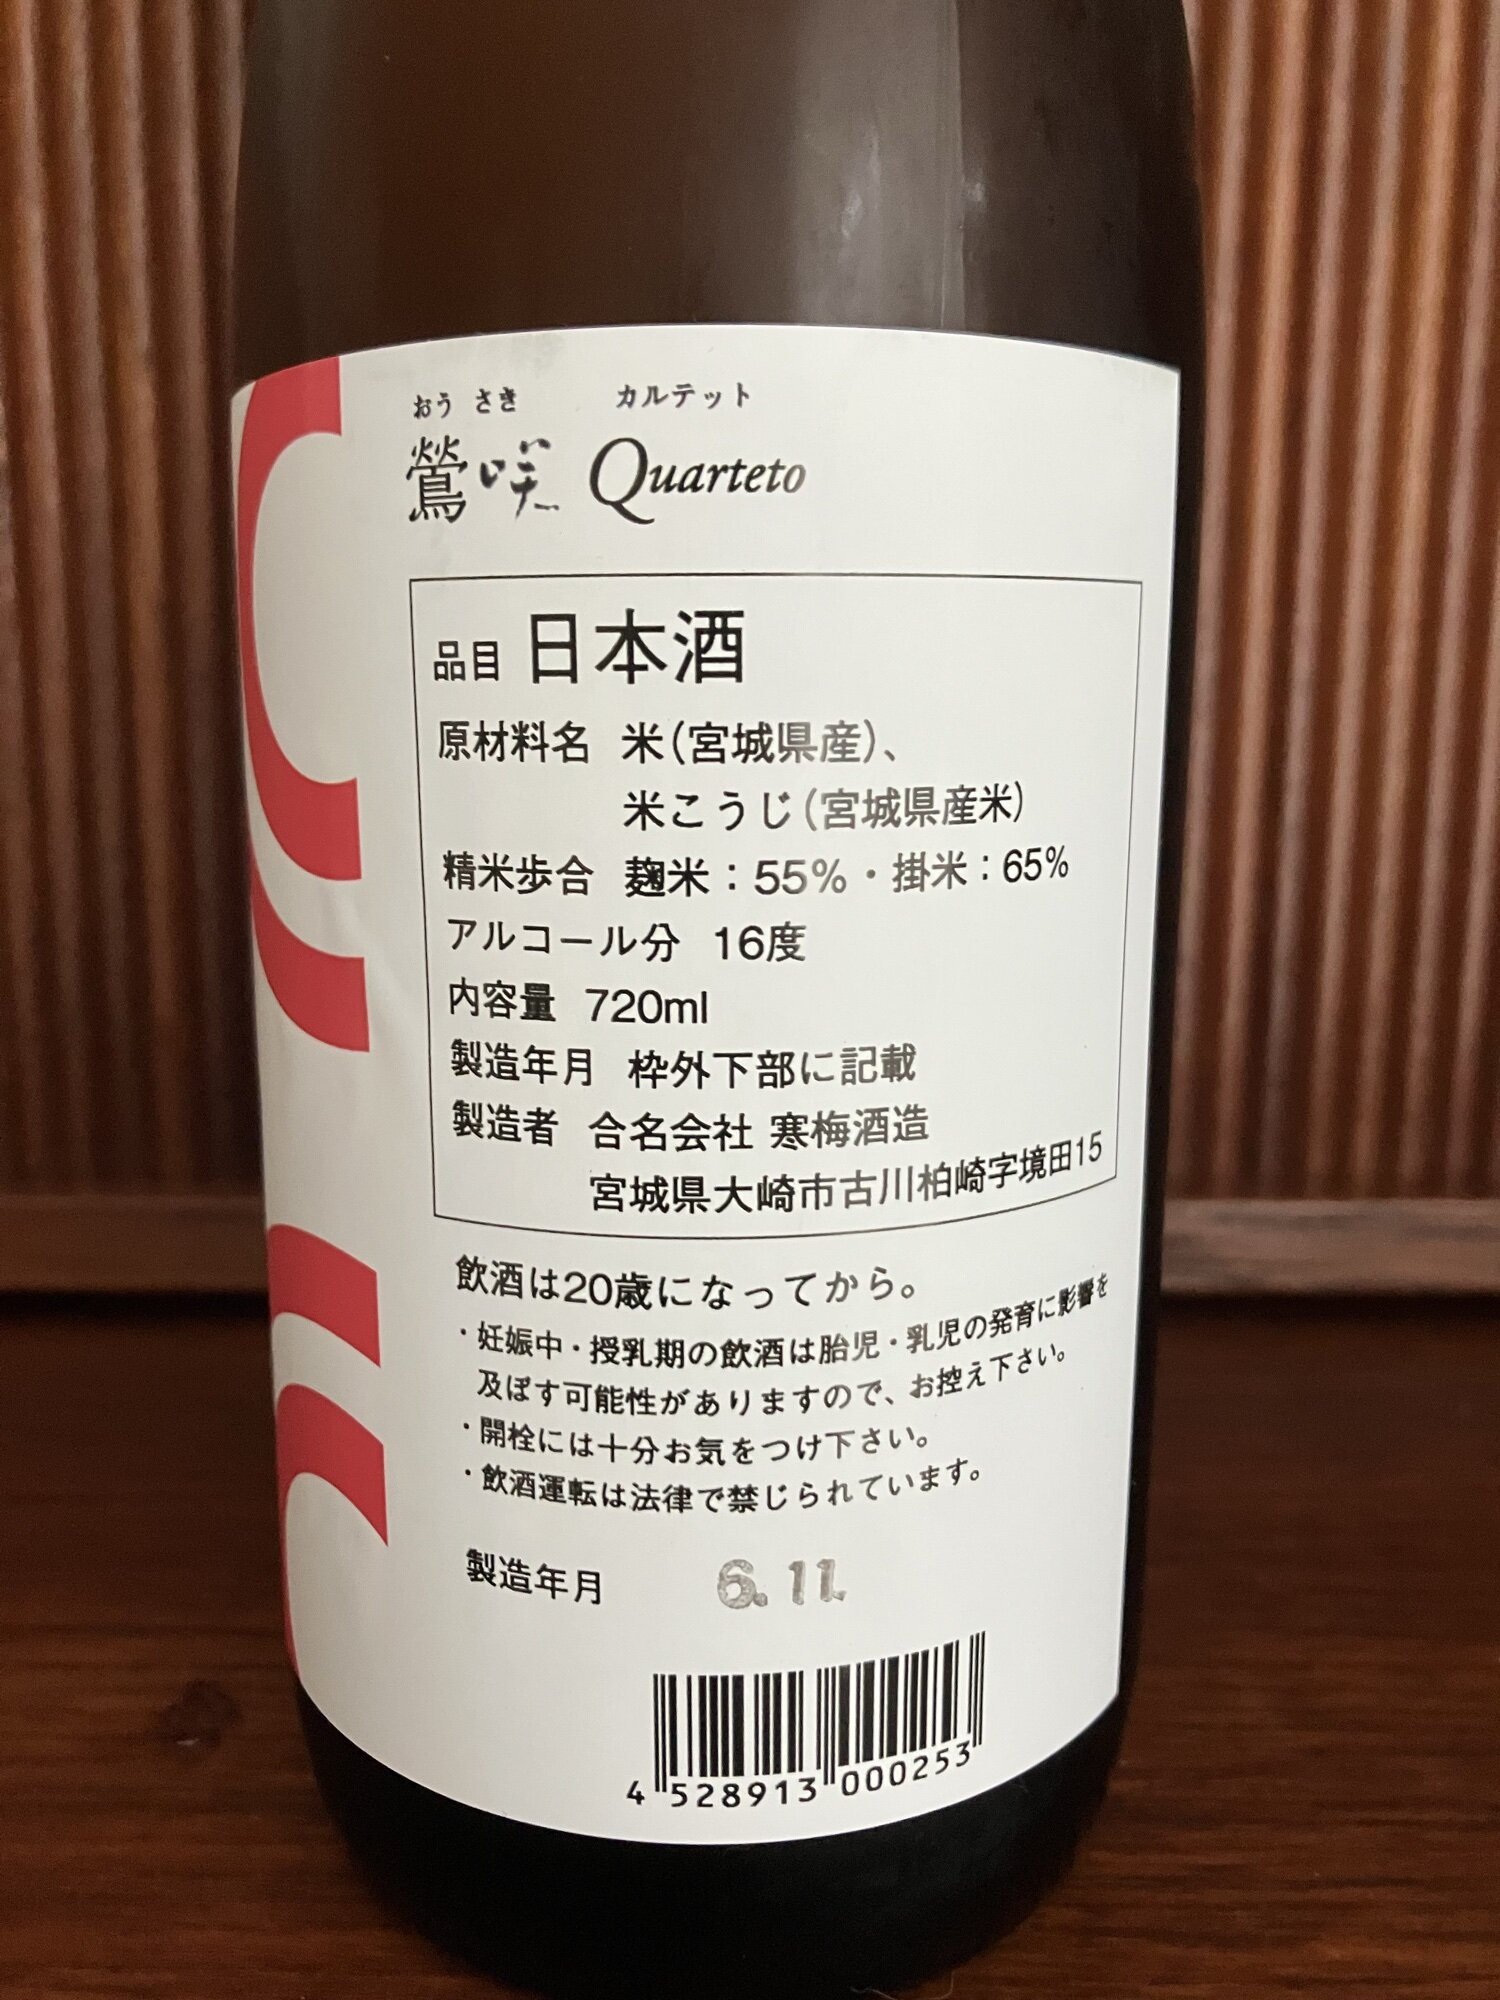 おう さき カルテット
鶯咲 Quarteto
品目 日本酒
原材料名 米(宮城県産)、
米こうじ(宮城県産米)
精米歩合 麹米:55%・掛米:65%
アルコール分 16度
内容量 720ml
製造年月 枠外下部に記載
製造者 合名会社 寒梅酒造
宮城県大崎市古川柏崎字境田15
飲酒は20歳になってから。
・妊娠中・授乳期の飲酒は胎児・乳児の発育に影響を
及ぼす可能性がありますので、お控え下さい。
・開栓には十分お気をつけ下さい。
・飲酒運転は法律で禁じられています。
製造年月 6.11.
4 528913 000253